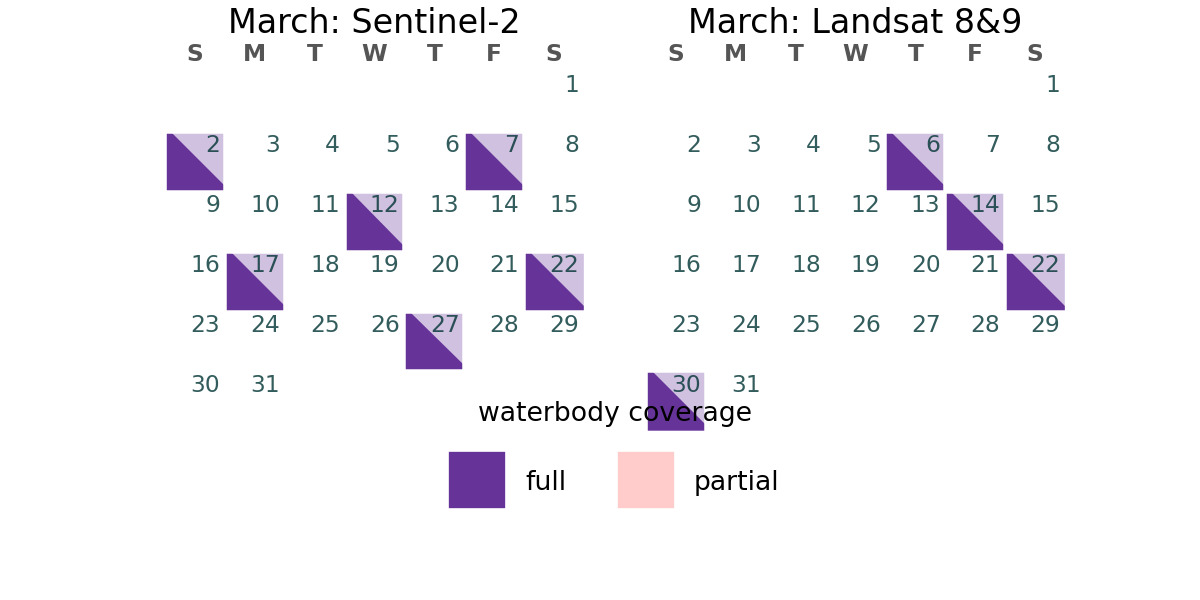 March: Sentinel-2
S M T W T F S
1
2 3 4 5 6 7 8
9 10 11 12 13 14 15
16 17 18 19 20 21 22
23 24 25 26 27 28 29
30 31
March: Landsat 8&9
S M T W T F S
1
2 3 4 5 6 7 8
9 10 11 12 13 14 15
16 17 18 19 20 21 22
23 24 25 26 27 28 29
30 31
waterbody coverage
full partial